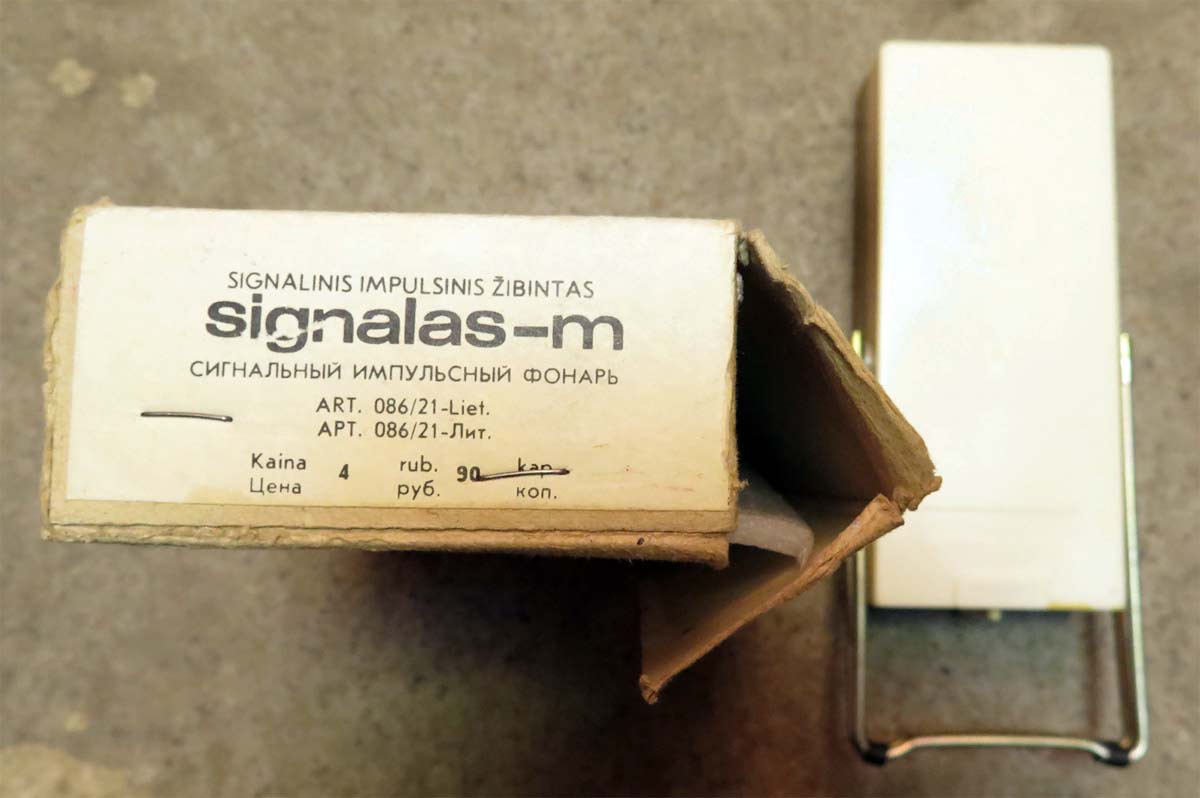 SIGNALINIS IMPULSINIS ŽIBINTAS
signalas-m
СИГНАЛЬНЫЙ ИМПУЛЬСНЫЙ ФОНАРЬ
ART. 086/21-Liet.
АРТ. 086/21-Лит.
Kaina 4 rub. 90 kap.
Цена руб. коп.